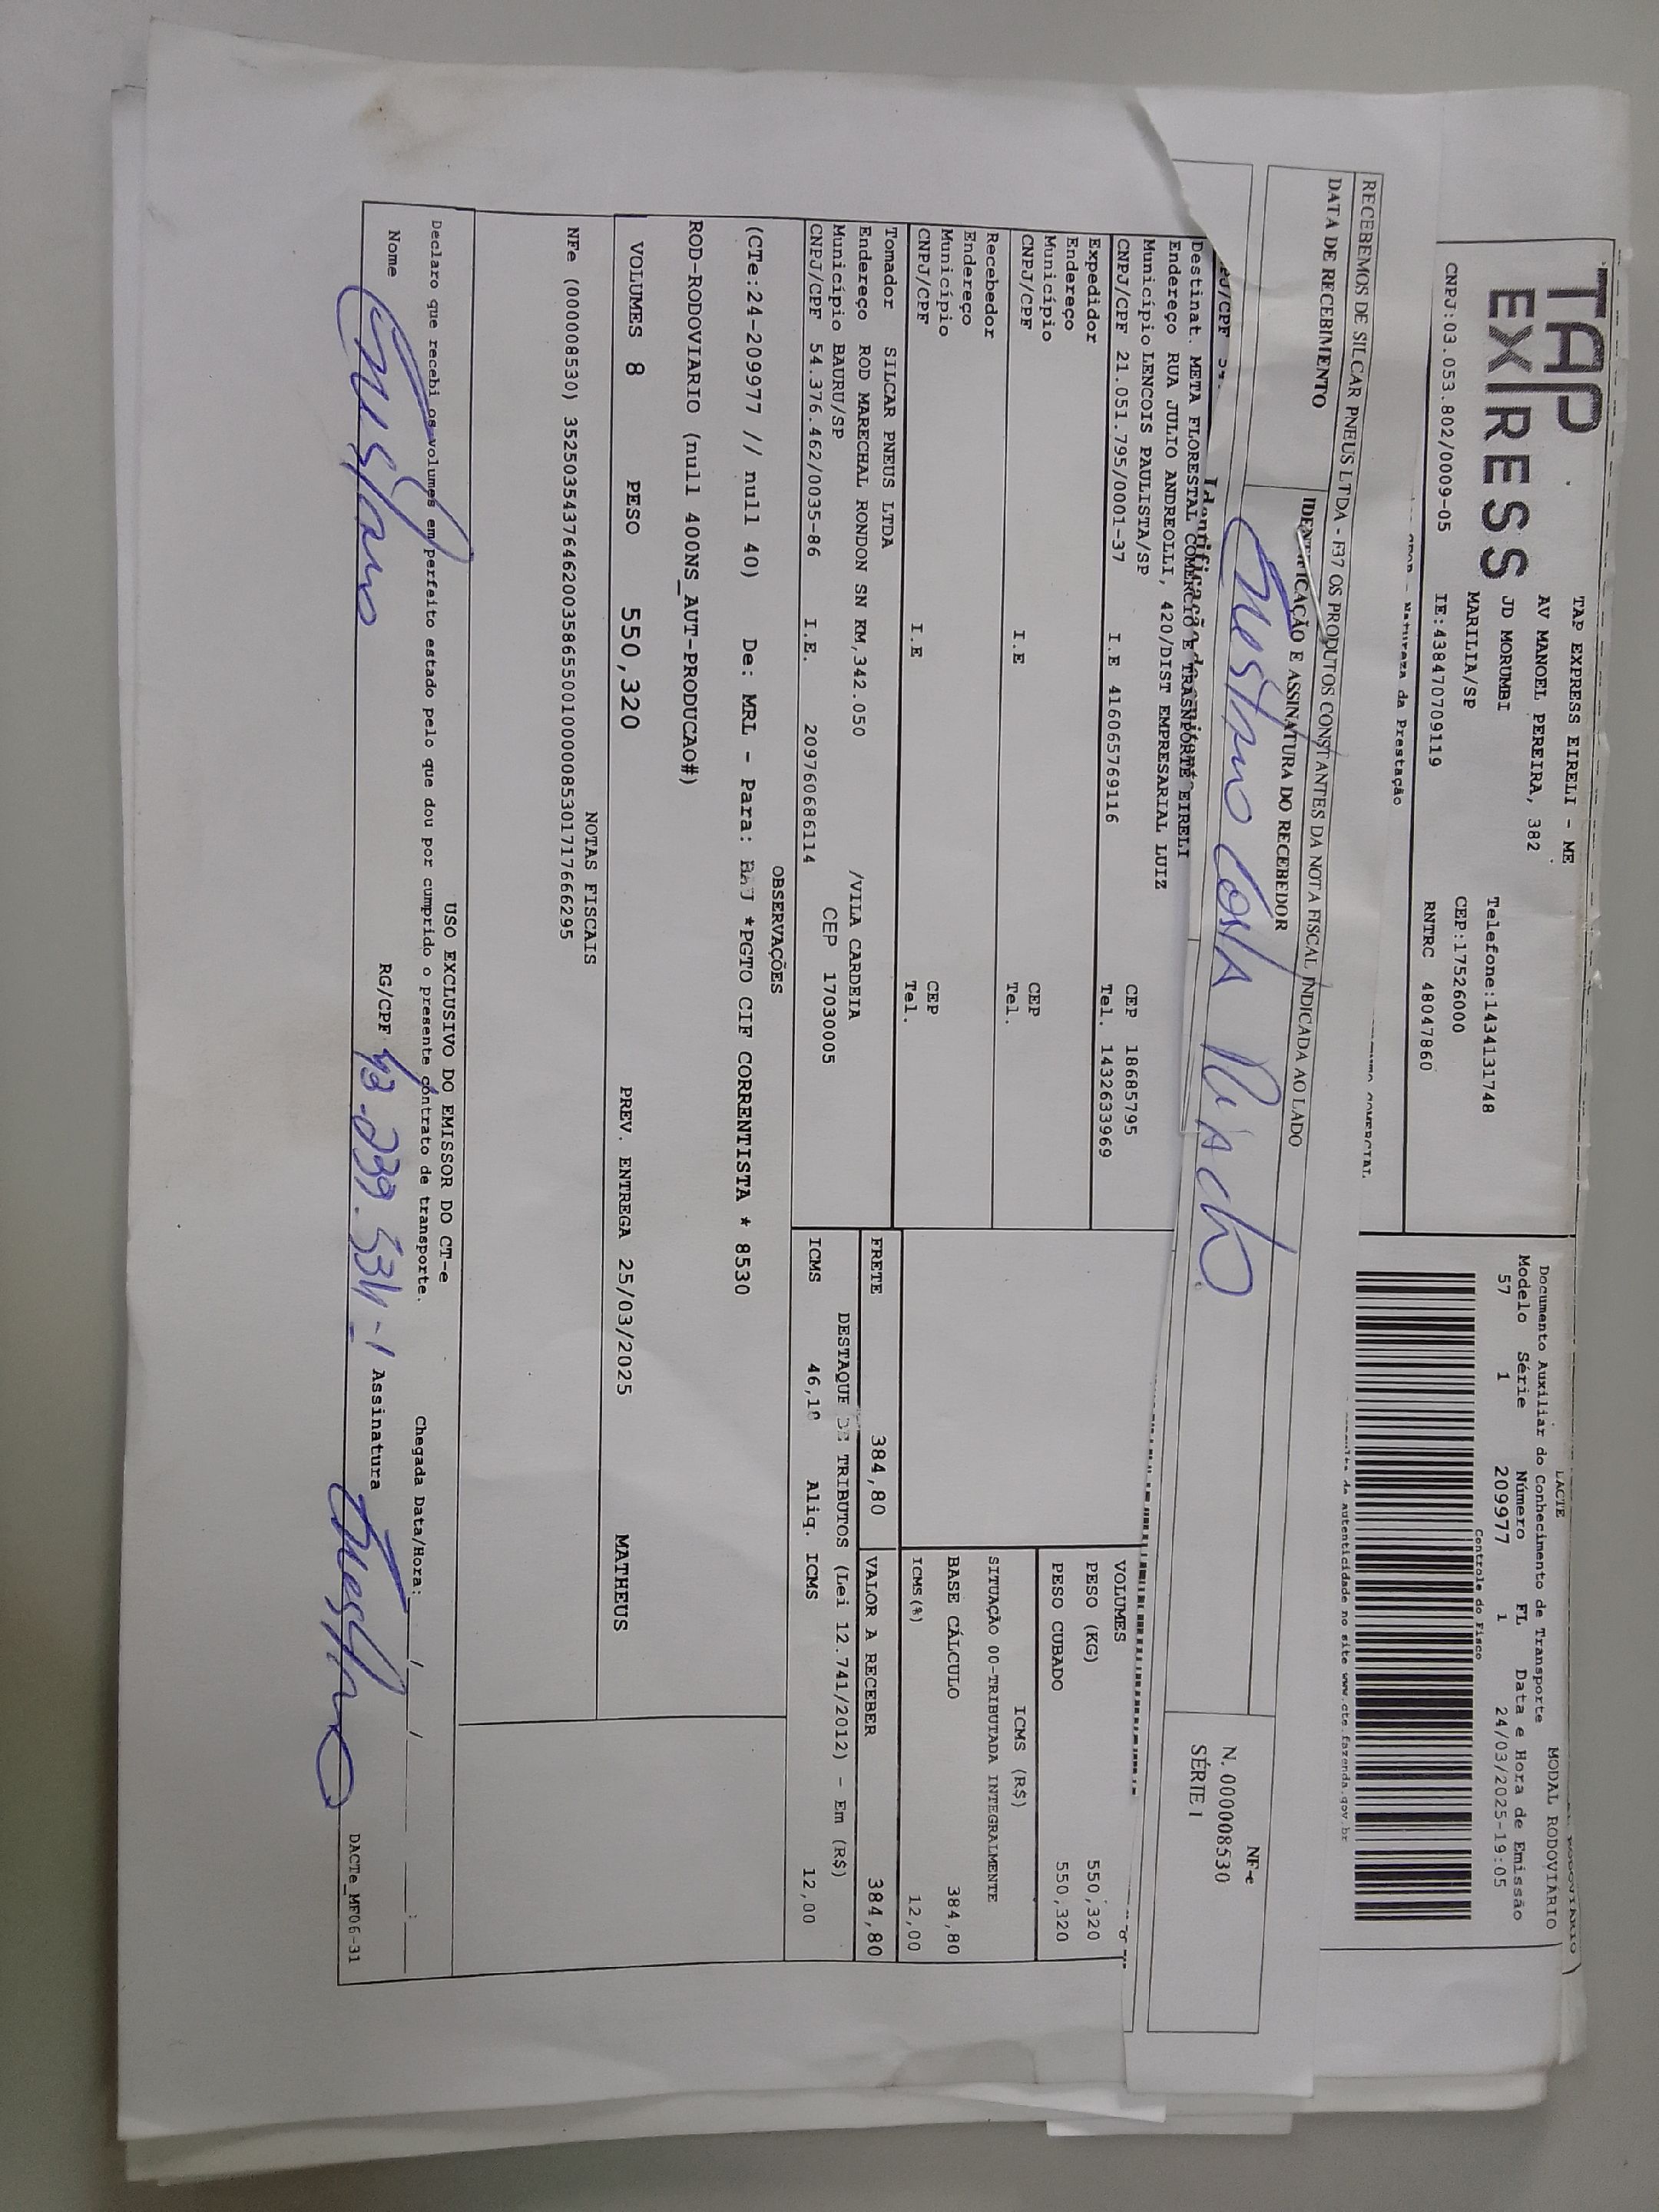 TAP
EXPRESS
TAP EXPRESS EIRELI - ME
AV MANOEL PEREIRA, 382
JD MORUMBI
MARILIA/SP
Telefone:1434131748
CEP:17526000
CNPJ:03.053.802/0009-05 IE:438470709119 RNTRC 48047860
Natureza da Prestação
MODAL RODOVIÁRIO
Documento Auxiliar do Conhecimento de Transporte
Modelo Série Número FL Data e Hora de Emissão
57 1 209977 1 24/03/2025-19:05
Controle do Fisco
de autenticidade no site www.cte.fazenda.gov.br
RECEBEMOS DE SILCAR PNEUS LTDA - F37 OS PRODUTOS CONSTANTES DA NOTA FISCAL INDICADA AO LADO
DATA DE RECEBIMENTO
IDENTIFICAÇÃO E ASSINATURA DO RECEBEDOR
NF-e
N. 000008530
SÉRIE 1
Destinat. META FLORESTAL COMERCIO E TRASNPORTE EIRELI
Endereço RUA JULIO ANDREOLLI, 420/DIST EMPRESARIAL LUIZ
Município LENCOIS PAULISTA/SP CEP 18685795
CNPJ/CPF 21.051.795/0001-37 I.E 416065769116 Tel. 1432633969
Expedidor
Endereço
Município CEP
CNPJ/CPF I.E Tel.
Recebedor
Endereço
Município CEP
CNPJ/CPF I.E Tel.
Tomador SILCAR PNEUS LTDA
Endereço ROD MARECHAL RONDON SN KM,342.050 /VILA CARDEIA
Município BAURU/SP CEP 17030005
CNPJ/CPF 54.376.462/0035-86 I.E. 209760686114
VOLUMES
PESO (KG) 550,320
PESO CUBADO 550,320
ICMS (R$)
SITUAÇÃO 00-TRIBUTADA INTEGRALMENTE
BASE CÁLCULO 384,80
ICMS(%) 12,00
FRETE 384,80 VALOR A RECEBER 384,80
DESTAQUE DE TRIBUTOS (Lei 12.741/2012) - Em (R$)
ICMS 46,18 Aliq. ICMS 12,00
OBSERVAÇÕES
(CTe:24-209977 // null 40) De: MRL - Para: BAU *PGTO CIF CORRENTISTA * 8530
ROD-RODOVIARIO (null 400NS_AUT-PRODUCAO#)
VOLUMES 8 PESO 550,320 PREV. ENTREGA 25/03/2025 MATHEUS
NOTAS FISCAIS
NFe (000008530) 35250354376462003586550010000085301717666295
USO EXCLUSIVO DO EMISSOR DO CT-e
Declaro que recebi os volumes em perfeito estado pelo que dou por cumprido o presente contrato de transporte. Chegada Data/Hora: / / :
Nome RG/CPF Assinatura
DACTe_MF06-31